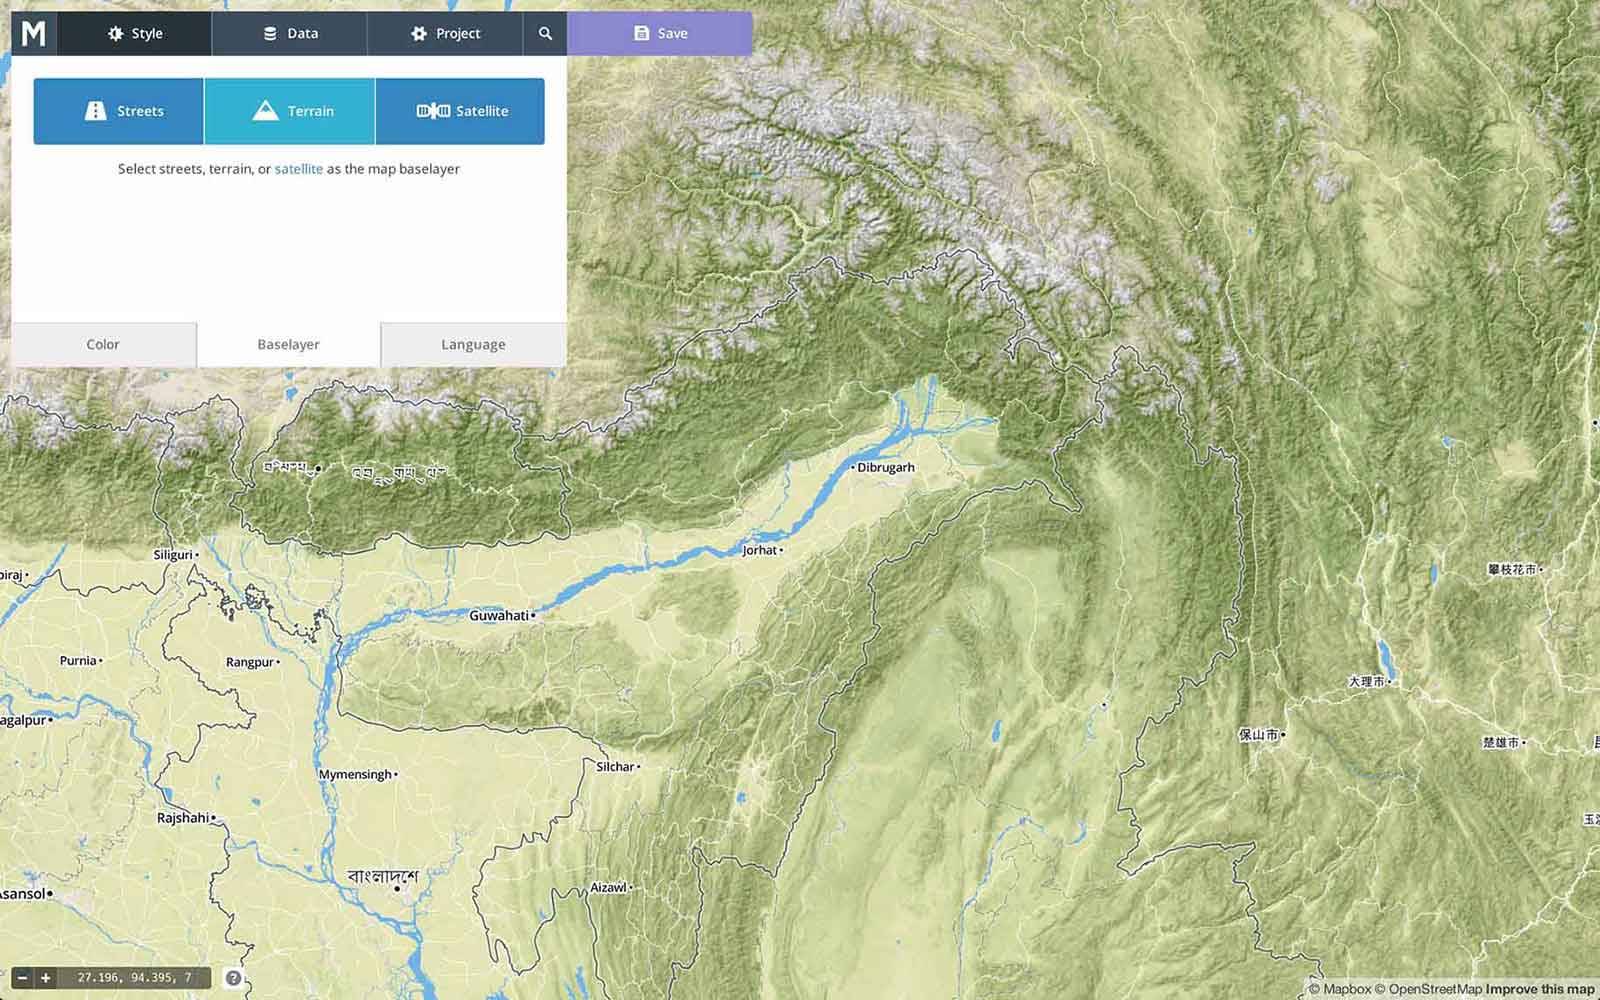 M Style Data Project Save
Streets Terrain Satellite
Select streets, terrain, or satellite as the map baselayer
Color Baselayer Language
Dibrugarh
Jorhat
Siliguri
biraj
攀枝花市
Guwahati
Purnia
Rangpur
大理市
agalpur
保山市
楚雄市
Silchar
Mymensingh
Rajshahi
বাংলাদেশ
Aizawl
Asansol
− + 27.196, 94.395, 7 ?
© Mapbox © OpenStreetMap Improve this map